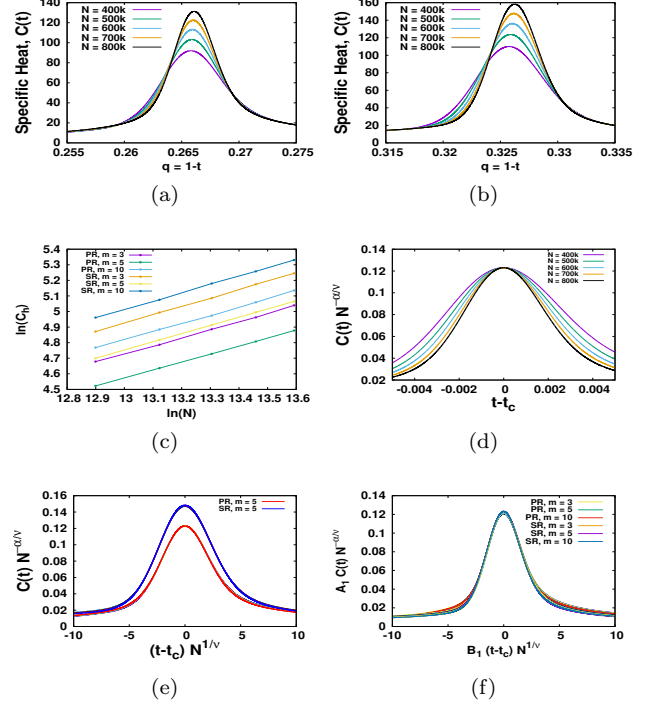 Specific Heat, C(t)
160
140
120
100
80
60
40
20
0
N = 400k
N = 500k
N = 600k
N = 700k
N = 800k
0.255 0.26 0.265 0.27 0.275
q = 1-t
(a)
Specific Heat, C(t)
160
140
120
100
80
60
40
20
0
N = 400k
N = 500k
N = 600k
N = 700k
N = 800k
0.315 0.32 0.325 0.33 0.335
q = 1-t
(b)
ln(Cₕ)
5.4
5.3
5.2
5.1
5
4.9
4.8
4.7
4.6
4.5
PR, m = 3
PR, m = 5
PR, m = 10
SR, m = 3
SR, m = 5
SR, m = 10
12.8 12.9 13 13.1 13.2 13.3 13.4 13.5 13.6
ln(N)
(c)
C(t) N^-α/ν
0.14
0.12
0.1
0.08
0.06
0.04
0.02
N = 400k
N = 500k
N = 600k
N = 700k
N = 800k
-0.004 -0.002 0 0.002 0.004
t-t_c
(d)
C(t) N^-α/ν
0.16
0.14
0.12
0.1
0.08
0.06
0.04
0.02
0
PR, m = 5
SR, m = 5
-10 -5 0 5 10
(t-t_c) N^1/ν
(e)
A₁ C(t) N^-α/ν
0.14
0.12
0.1
0.08
0.06
0.04
0.02
0
PR, m = 3
PR, m = 5
PR, m = 10
SR, m = 3
SR, m = 5
SR, m = 10
-10 -5 0 5 10
B₁ (t-t_c) N^1/ν
(f)